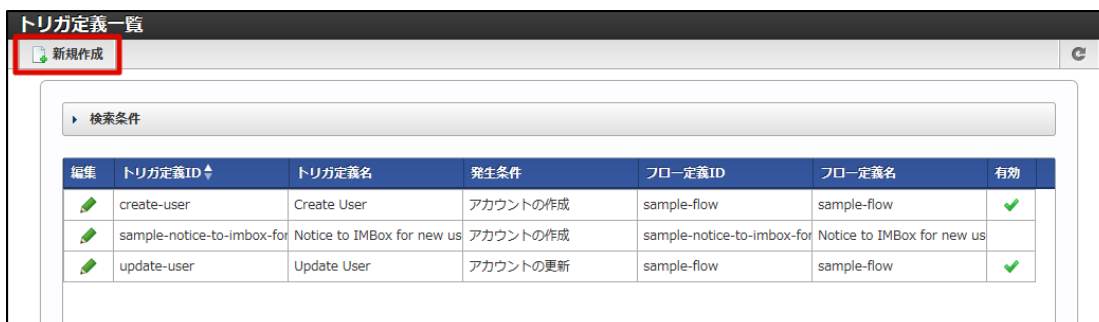 トリガ定義一覧
新規作成
検索条件
編集 トリガ定義ID トリガ定義名 発生条件 フロー定義ID フロー定義名 有効
create-user Create User アカウントの作成 sample-flow sample-flow
sample-notice-to-imbox-for Notice to IMBox for new us アカウントの作成 sample-notice-to-imbox-for Notice to IMBox for new us
update-user Update User アカウントの更新 sample-flow sample-flow